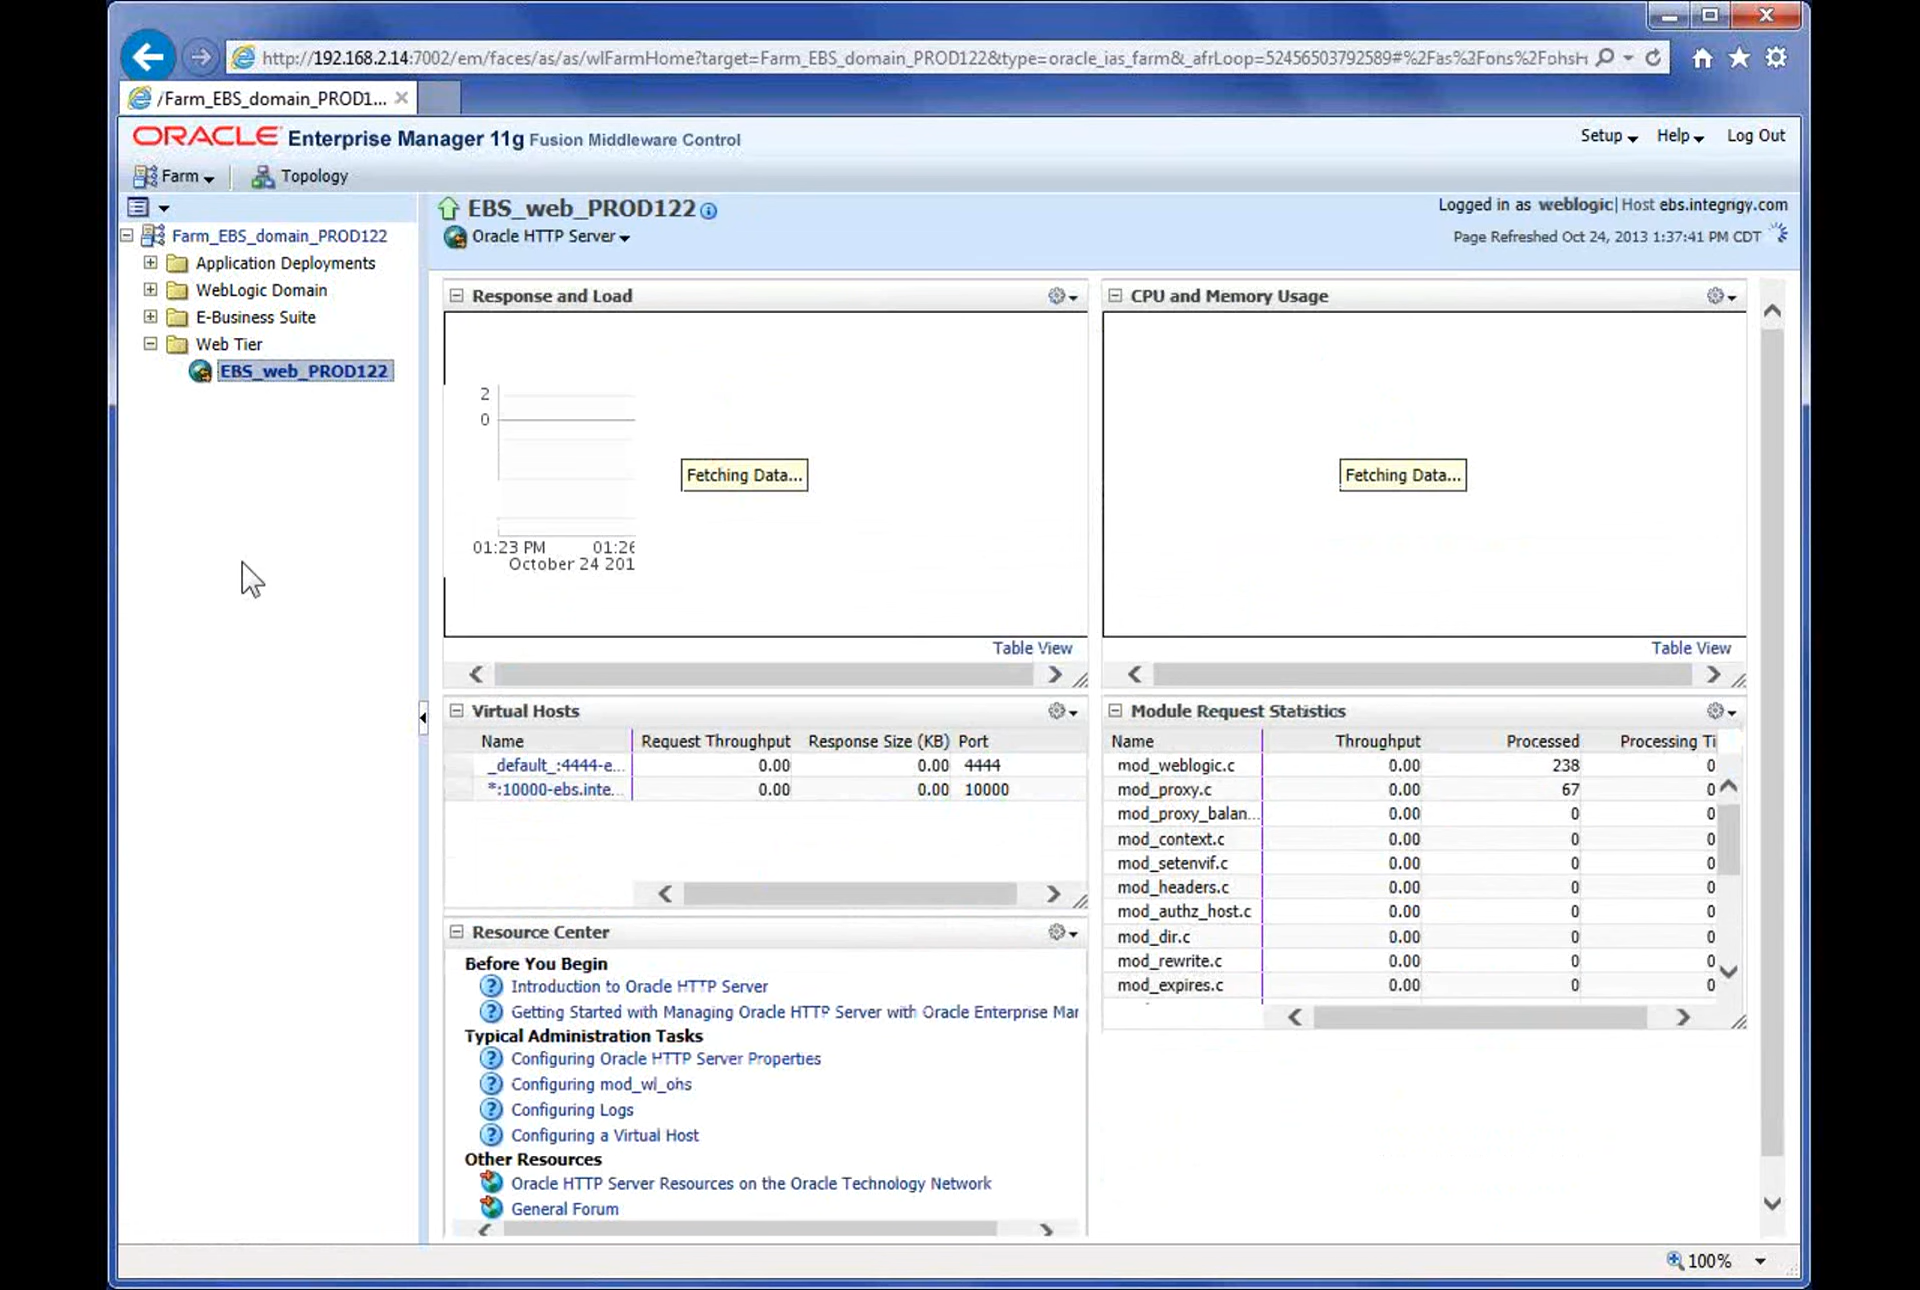 http://192.168.2.14:7002/em/faces/as/as/wlFarmHome?target=Farm_EBS_domain_PROD122&type=oracle_ias_farm&_afrLoop=52456503792589#%2Fas%2Fons%2FohsH
/Farm_EBS_domain_PROD1...
ORACLE Enterprise Manager 11g Fusion Middleware Control
Setup Help Log Out
Farm Topology
EBS_web_PROD122
Logged in as weblogic| Host ebs.integrigy.com
Oracle HTTP Server
Page Refreshed Oct 24, 2013 1:37:41 PM CDT
Farm_EBS_domain_PROD122
Application Deployments
WebLogic Domain
E-Business Suite
Web Tier
EBS_web_PROD122
Response and Load
2
0
Fetching Data...
01:23 PM 01:26
October 24 201
Table View
CPU and Memory Usage
Fetching Data...
Table View
Virtual Hosts
Name Request Throughput Response Size (KB) Port
_default_:4444-e... 0.00 0.00 4444
*:10000-ebs.inte... 0.00 0.00 10000
Module Request Statistics
Name Throughput Processed Processing Ti
mod_weblogic.c 0.00 238 0
mod_proxy.c 0.00 67 0
mod_proxy_balan... 0.00 0 0
mod_context.c 0.00 0 0
mod_setenvif.c 0.00 0 0
mod_headers.c 0.00 0 0
mod_authz_host.c 0.00 0 0
mod_dir.c 0.00 0 0
mod_rewrite.c 0.00 0 0
mod_expires.c 0.00 0 0
Resource Center
Before You Begin
Introduction to Oracle HTTP Server
Getting Started with Managing Oracle HTTP Server with Oracle Enterprise Mar
Typical Administration Tasks
Configuring Oracle HTTP Server Properties
Configuring mod_wl_ohs
Configuring Logs
Configuring a Virtual Host
Other Resources
Oracle HTTP Server Resources on the Oracle Technology Network
General Forum
100%